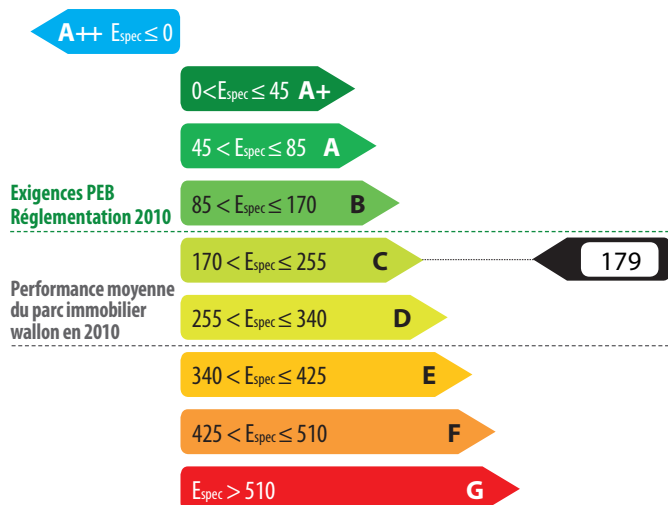 A++ Espec ≤ 0
0<Espec ≤ 45 A+
45 < Espec ≤ 85 A
Exigences PEB
Réglementation 2010
85 < Espec ≤ 170 B
170 < Espec ≤ 255 C
179
Performance moyenne
du parc immobilier
wallon en 2010
255 < Espec ≤ 340 D
340 < Espec ≤ 425 E
425 < Espec ≤ 510 F
Espec > 510 G